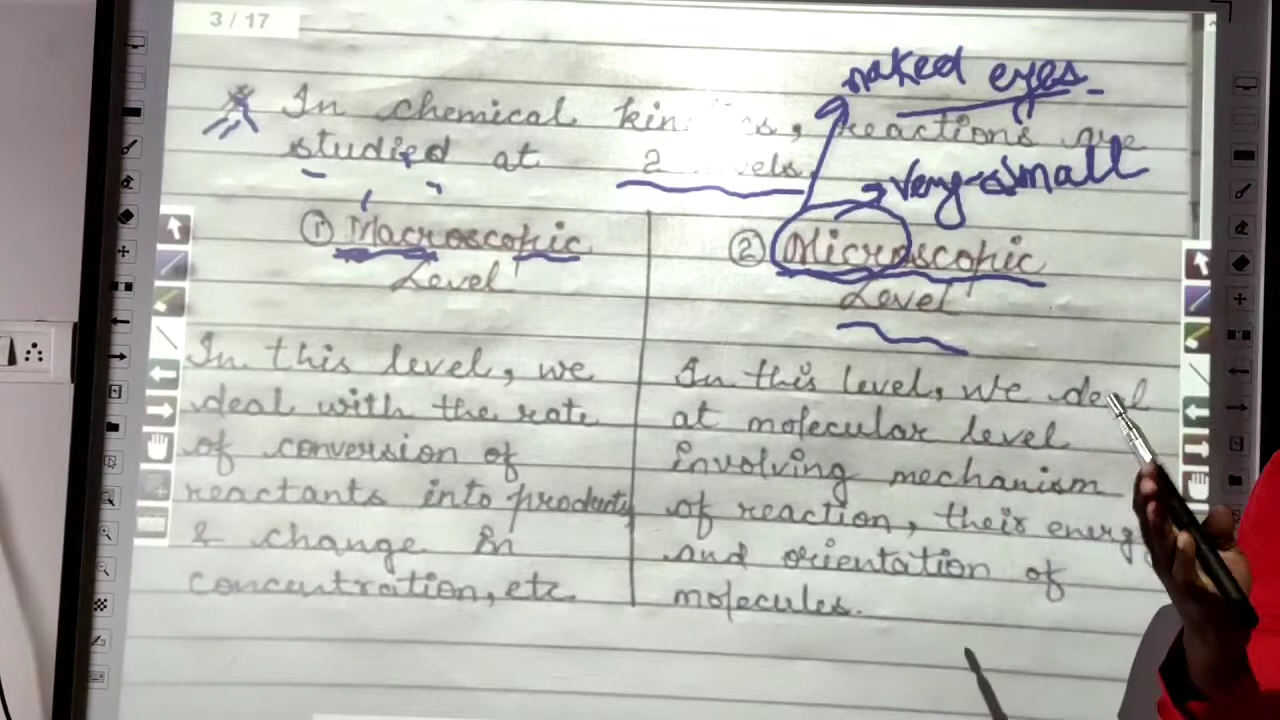 3 / 17
naked eyes
In chemical kin s, reactions are
studied at 2 levels
very small
① Macroscopic
Level
② Microscopic
Level
In this level, we
deal with the rate
of conversion of
reactants into products
& change in
concentration, etc.
In this level, we deal
at molecular level
involving mechanism
of reaction, their energy
and orientation of
molecules.